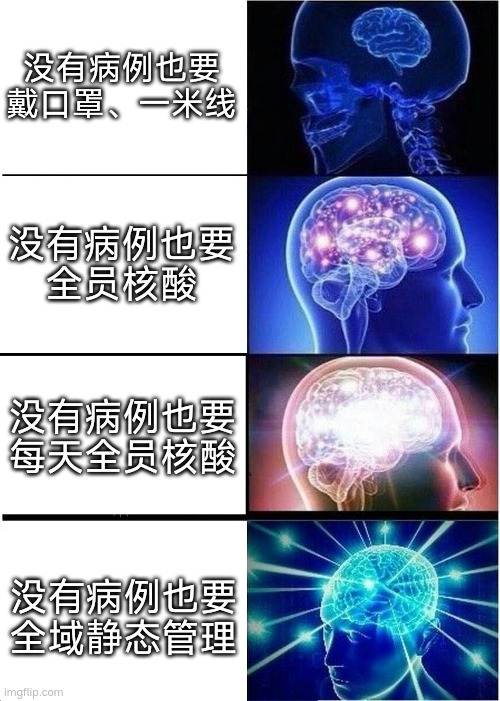 没有病例也要
戴口罩、一米线
没有病例也要
全员核酸
没有病例也要
每天全员核酸
没有病例也要
全域静态管理
imgflip.com